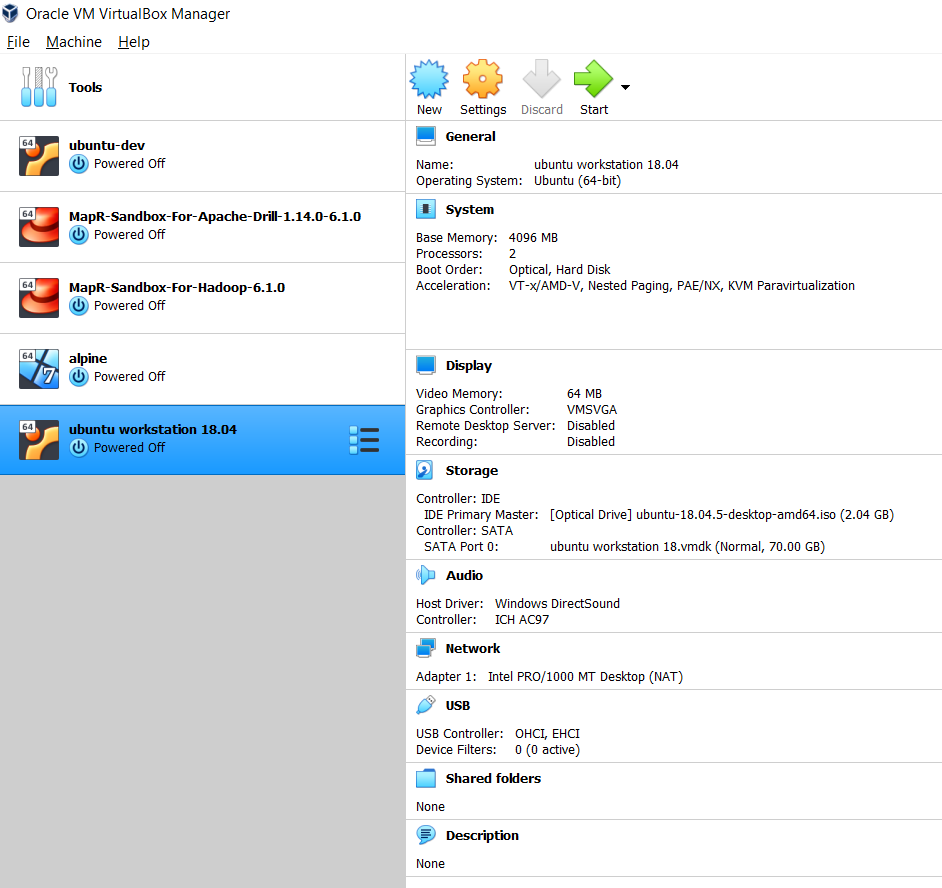 Oracle VM VirtualBox Manager
File Machine Help
Tools
64
ubuntu-dev
Powered Off
64
MapR-Sandbox-For-Apache-Drill-1.14.0-6.1.0
Powered Off
64
MapR-Sandbox-For-Hadoop-6.1.0
Powered Off
64
7
alpine
Powered Off
64
ubuntu workstation 18.04
Powered Off
New Settings Discard Start
General
Name: ubuntu workstation 18.04
Operating System: Ubuntu (64-bit)
System
Base Memory: 4096 MB
Processors: 2
Boot Order: Optical, Hard Disk
Acceleration: VT-x/AMD-V, Nested Paging, PAE/NX, KVM Paravirtualization
Display
Video Memory: 64 MB
Graphics Controller: VMSVGA
Remote Desktop Server: Disabled
Recording: Disabled
Storage
Controller: IDE
IDE Primary Master: [Optical Drive] ubuntu-18.04.5-desktop-amd64.iso (2.04 GB)
Controller: SATA
SATA Port 0: ubuntu workstation 18.vmdk (Normal, 70.00 GB)
Audio
Host Driver: Windows DirectSound
Controller: ICH AC97
Network
Adapter 1: Intel PRO/1000 MT Desktop (NAT)
USB
USB Controller: OHCI, EHCI
Device Filters: 0 (0 active)
Shared folders
None
Description
None